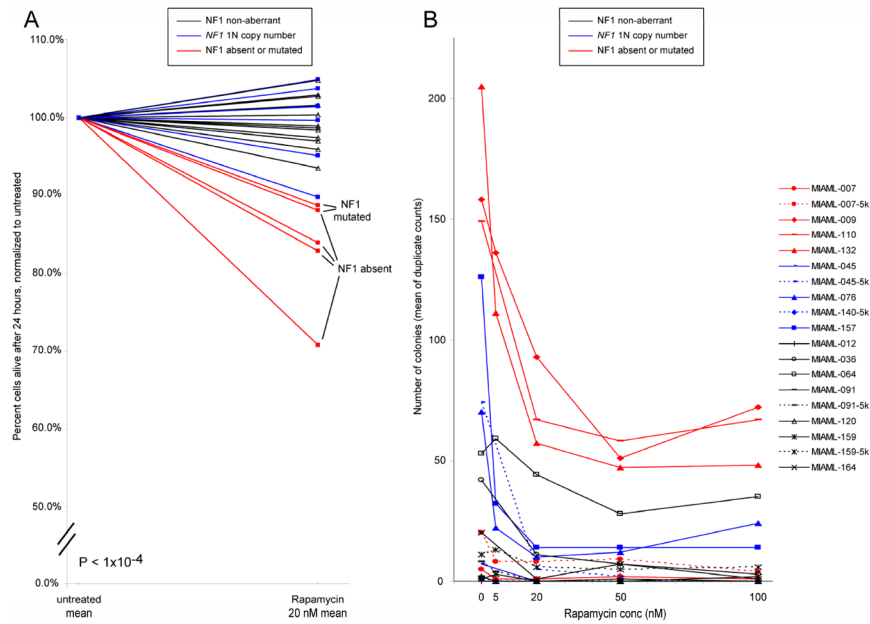 A
NF1 non-aberrant
NF1 1N copy number
NF1 absent or mutated
Percent cells alive after 24 hours, normalized to untreated
110.0%
100.0%
90.0%
80.0%
70.0%
60.0%
50.0%
0.0%
NF1
mutated
NF1 absent
P < 1x10-4
untreated
mean
Rapamycin
20 nM mean
B
NF1 non-aberrant
NF1 1N copy number
NF1 absent or mutated
Number of colonies (mean of duplicate counts)
200
150
100
50
0
0 5 20 50 100
Rapamycin conc (nM)
MIAML-007
MIAML-007-5k
MIAML-009
MIAML-110
MIAML-132
MIAML-045
MIAML-045-5k
MIAML-076
MIAML-140-5k
MIAML-157
MIAML-012
MIAML-036
MIAML-064
MIAML-091
MIAML-091-5k
MIAML-120
MIAML-159
MIAML-159-5k
MIAML-164